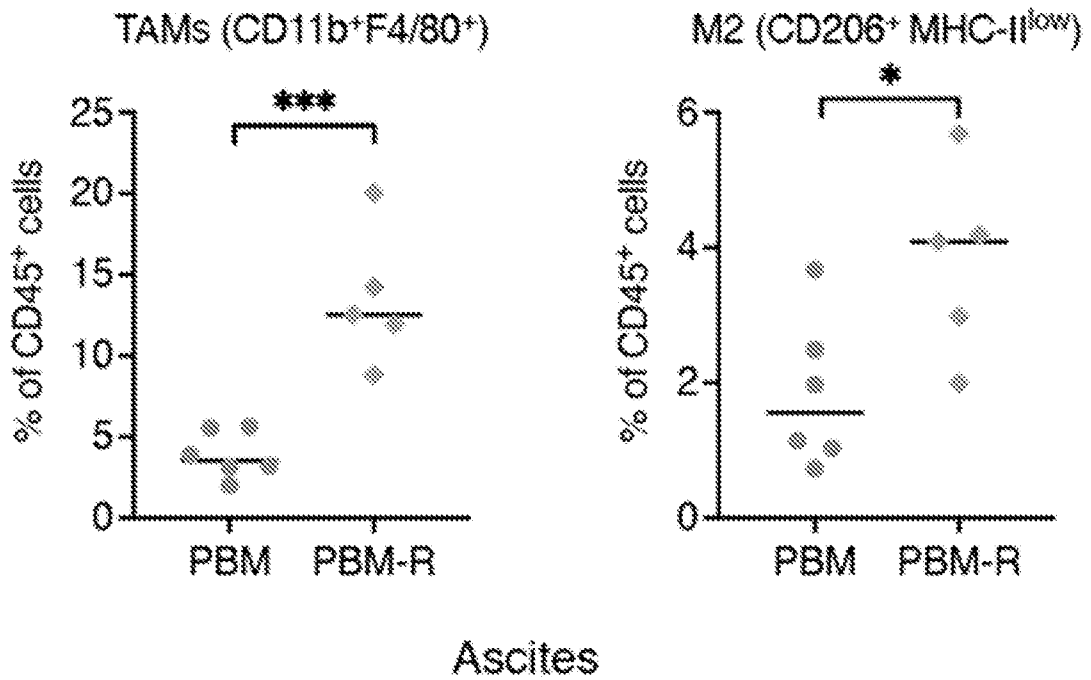 TAMs (CD11b⁺F4/80⁺)
% of CD45⁺ cells
25
20
15
10
5
0
***
PBM
PBM-R
M2 (CD206⁺ MHC-II^low)
% of CD45⁺ cells
6
4
2
0
*
PBM
PBM-R
Ascites